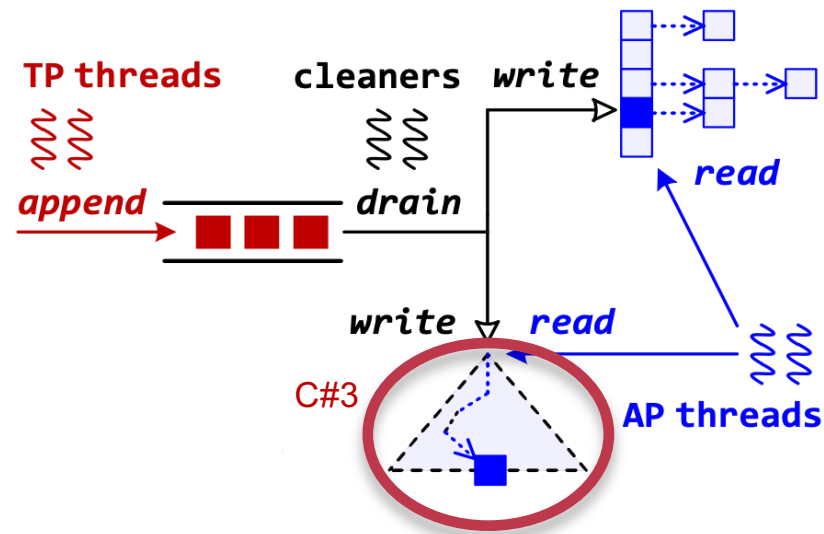 TP threads
cleaners
write
append
drain
read
write
read
C#3
AP threads